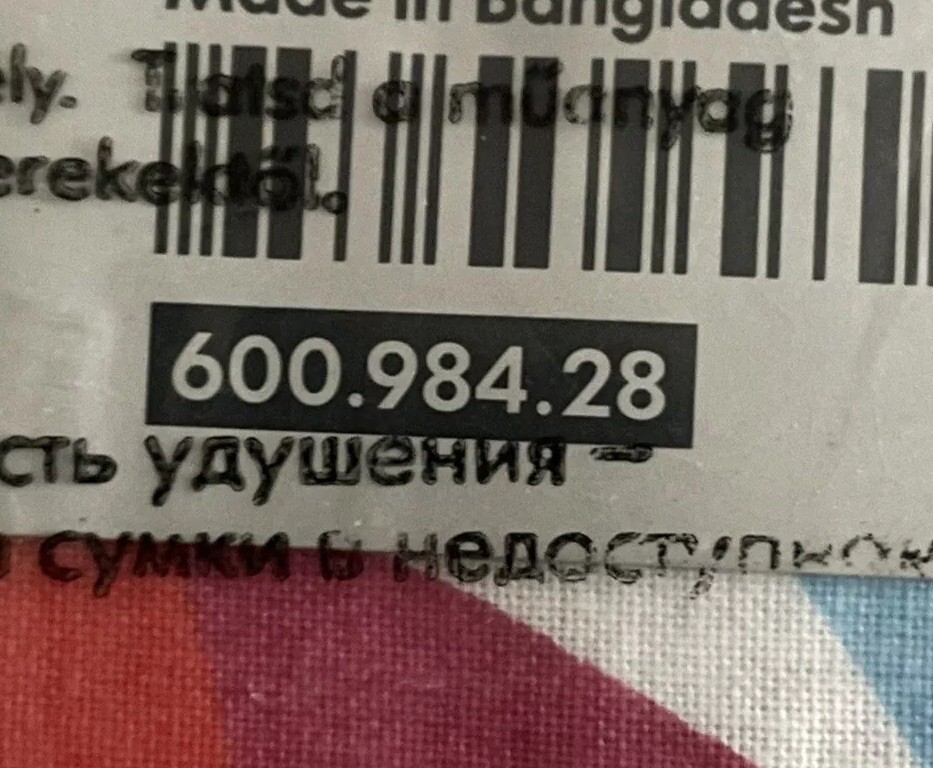 Made in Bangladesh
ely. Tartsd a műanyag
erekektől.
600.984.28
сть удушения –
сумки в недоступном